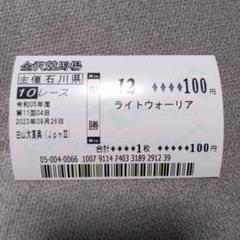 金沢競馬場
主催石川県
10レース
令和05年度
第11回04日
2023年09月26日
白山大賞典（JpnⅢ）
WIN
単勝
12 ☆☆☆☆100円
ライトウォーリア
合計 ☆☆☆☆1枚 ☆☆☆☆☆100円
05-004-0066 1007 9114 7403 3189 2912 39